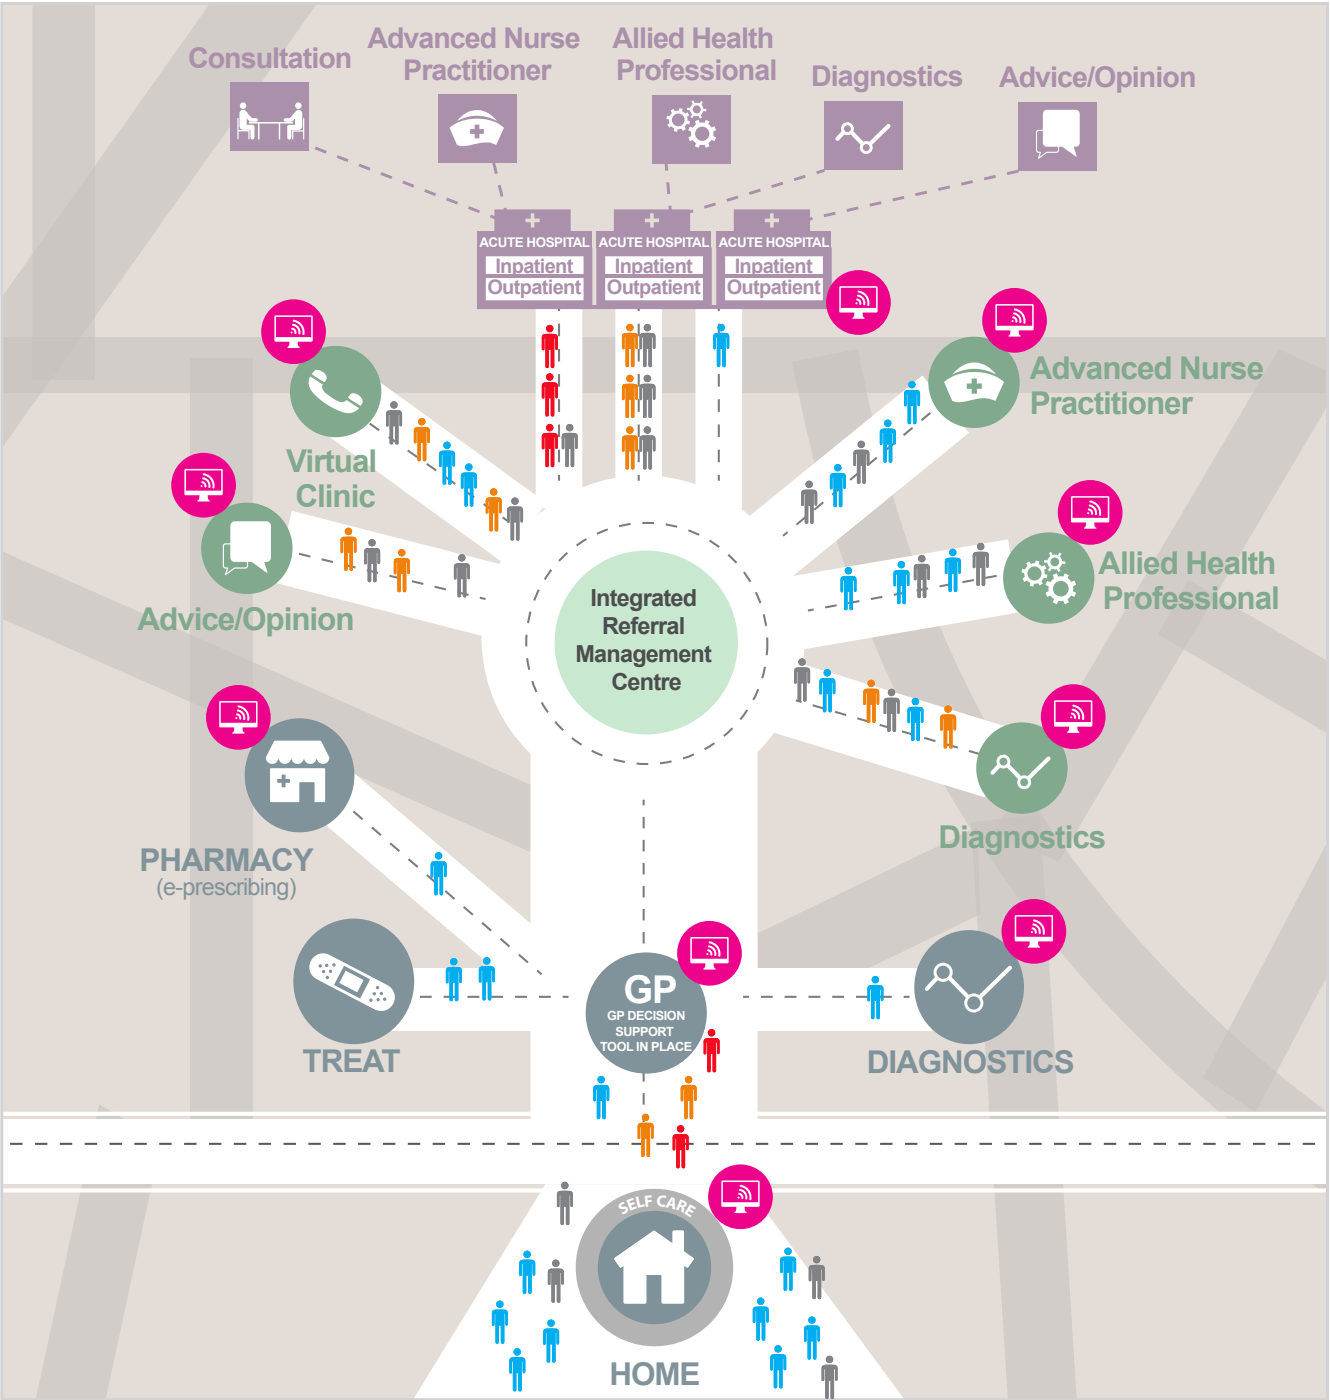 Consultation
Advanced Nurse
Practitioner
Allied Health
Professional
Diagnostics
Advice/Opinion
ACUTE HOSPITAL
Inpatient
Outpatient
ACUTE HOSPITAL
Inpatient
Outpatient
ACUTE HOSPITAL
Inpatient
Outpatient
Virtual
Clinic
Advanced Nurse
Practitioner
Advice/Opinion
Allied Health
Professional
Integrated
Referral
Management
Centre
Diagnostics
PHARMACY
(e-prescribing)
TREAT
GP
GP DECISION
SUPPORT
TOOL IN PLACE
DIAGNOSTICS
SELF CARE
HOME